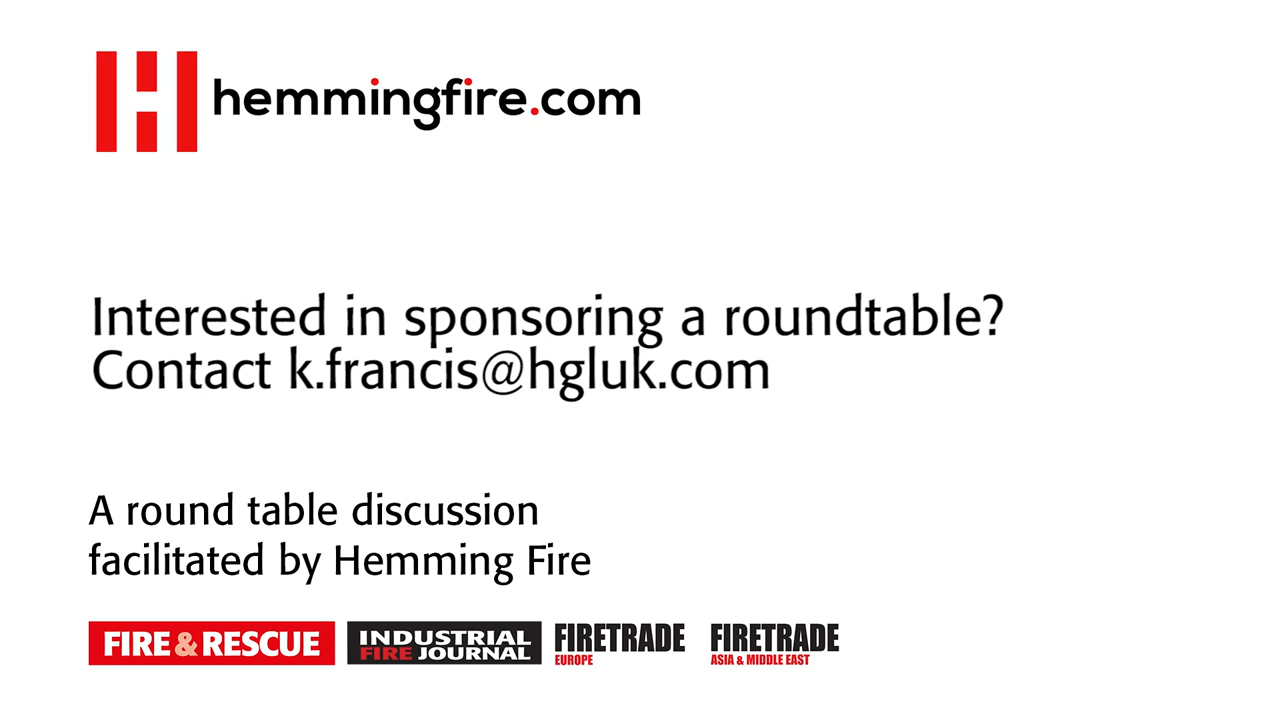 hemmingfire.com
Interested in sponsoring a roundtable?
Contact k.francis@hgluk.com
A round table discussion
facilitated by Hemming Fire
FIRE & RESCUE
INDUSTRIAL
FIRE JOURNAL
FIRETRADE
EUROPE
FIRETRADE
ASIA & MIDDLE EAST